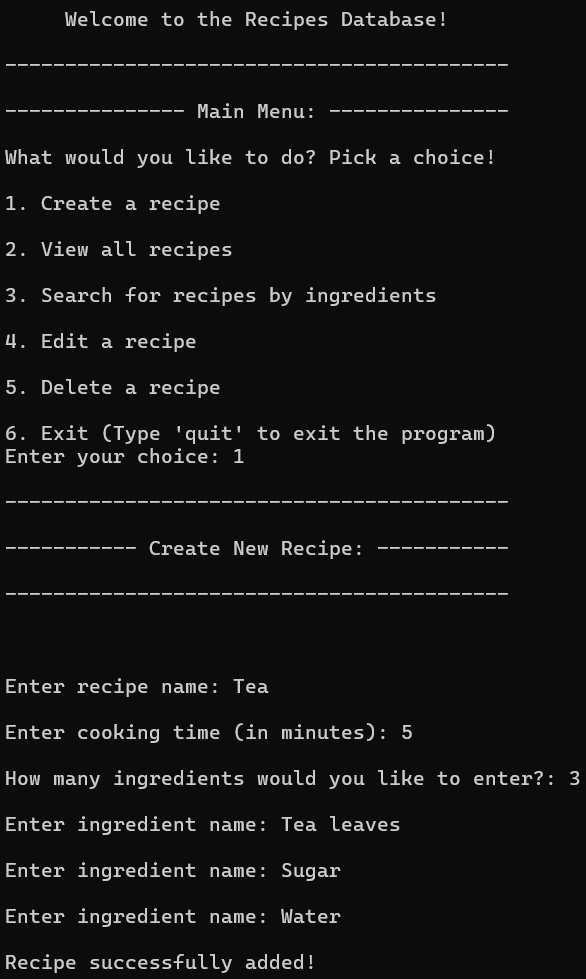 Welcome to the Recipes Database!
------------------------------------------
--------------- Main Menu: ---------------
What would you like to do? Pick a choice!
1. Create a recipe
2. View all recipes
3. Search for recipes by ingredients
4. Edit a recipe
5. Delete a recipe
6. Exit (Type 'quit' to exit the program)
Enter your choice: 1
------------------------------------------
----------- Create New Recipe: -----------
------------------------------------------
Enter recipe name: Tea
Enter cooking time (in minutes): 5
How many ingredients would you like to enter?: 3
Enter ingredient name: Tea leaves
Enter ingredient name: Sugar
Enter ingredient name: Water
Recipe successfully added!